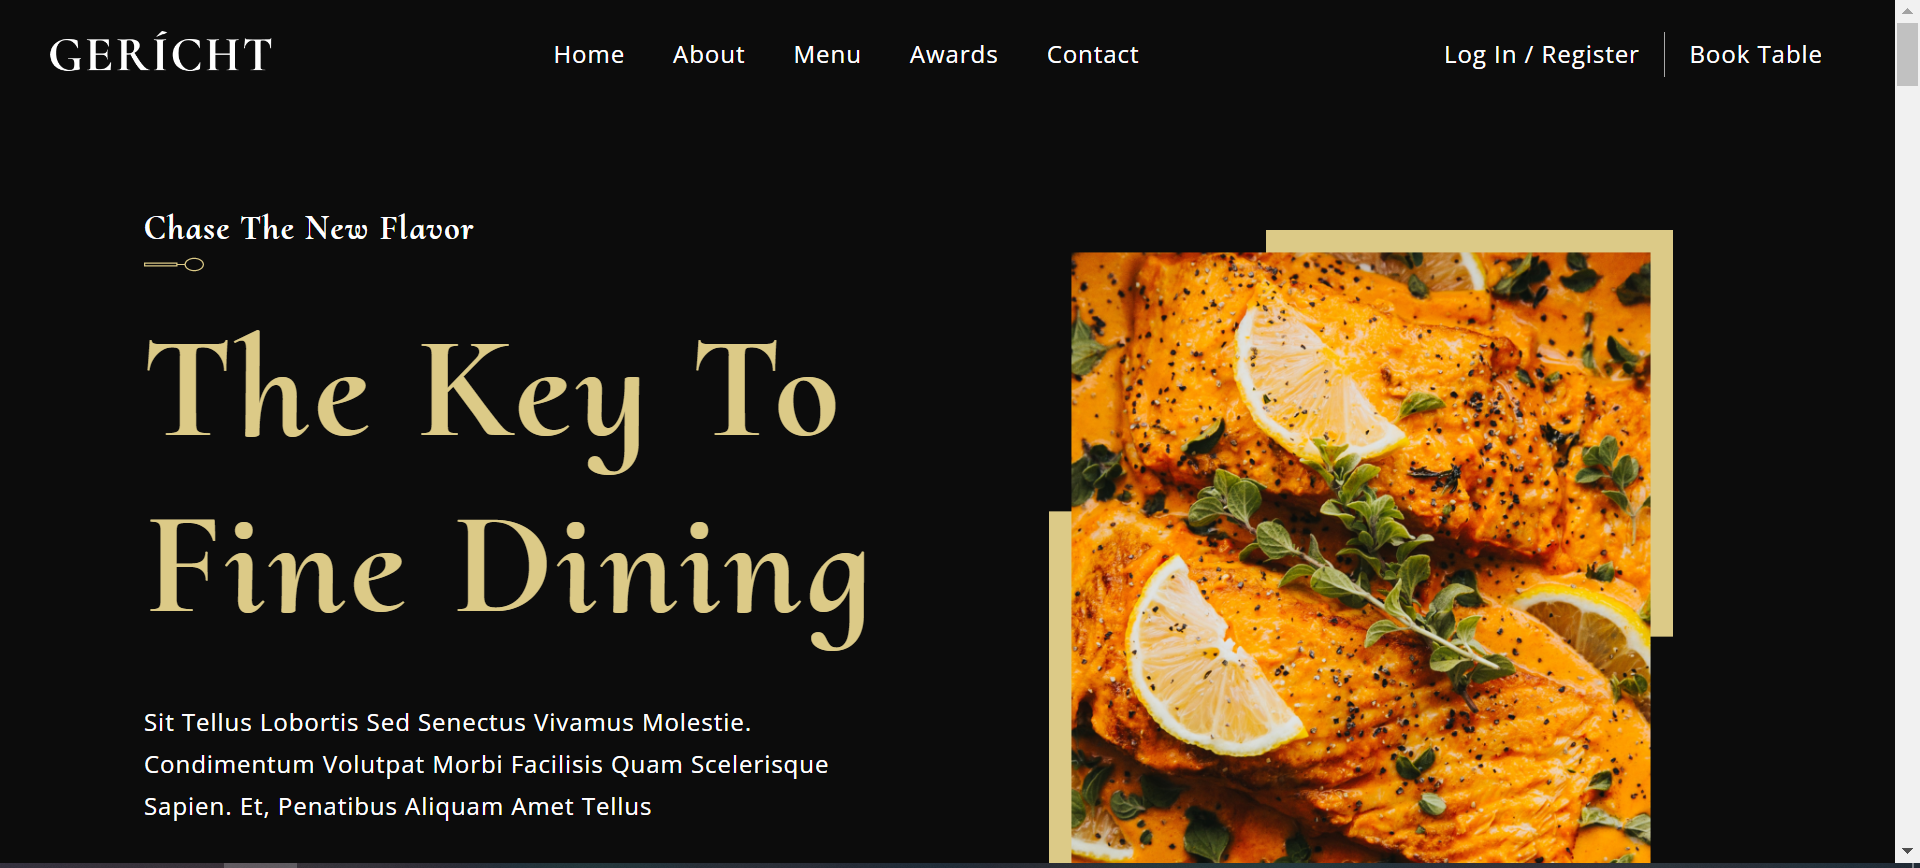 GERÍCHT
Home About Menu Awards Contact
Log In / Register Book Table
Chase The New Flavor
The Key To
Fine Dining
Sit Tellus Lobortis Sed Senectus Vivamus Molestie.
Condimentum Volutpat Morbi Facilisis Quam Scelerisque
Sapien. Et, Penatibus Aliquam Amet Tellus